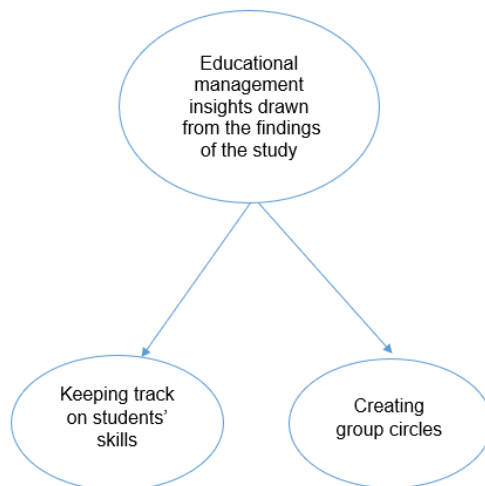 Educational
management
insights drawn
from the findings
of the study
Keeping track
on students’
skills
Creating
group circles